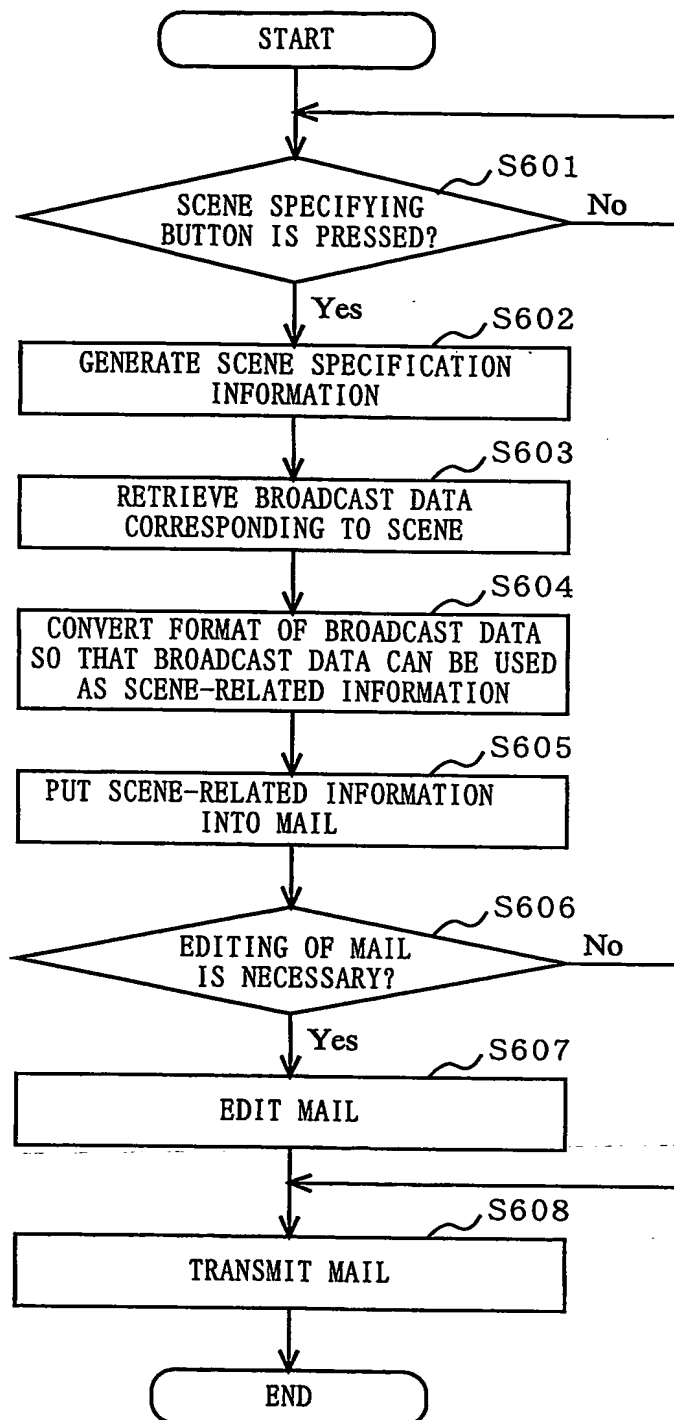 START
S601
SCENE SPECIFYING
BUTTON IS PRESSED?
No
Yes
S602
GENERATE SCENE SPECIFICATION
INFORMATION
S603
RETRIEVE BROADCAST DATA
CORRESPONDING TO SCENE
S604
CONVERT FORMAT OF BROADCAST DATA
SO THAT BROADCAST DATA CAN BE USED
AS SCENE-RELATED INFORMATION
S605
PUT SCENE-RELATED INFORMATION
INTO MAIL
S606
EDITING OF MAIL
IS NECESSARY?
No
Yes
S607
EDIT MAIL
S608
TRANSMIT MAIL
END